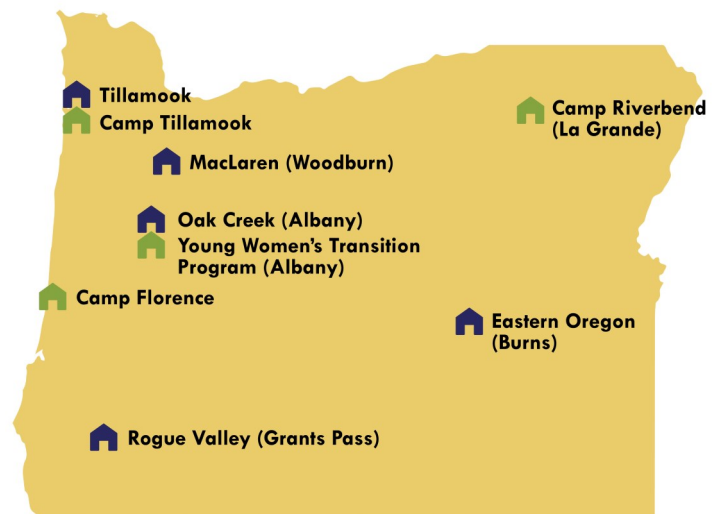 Tillamook
Camp Tillamook
Camp Riverbend
(La Grande)
MacLaren (Woodburn)
Oak Creek (Albany)
Young Women's Transition
Program (Albany)
Camp Florence
Eastern Oregon
(Burns)
Rogue Valley (Grants Pass)